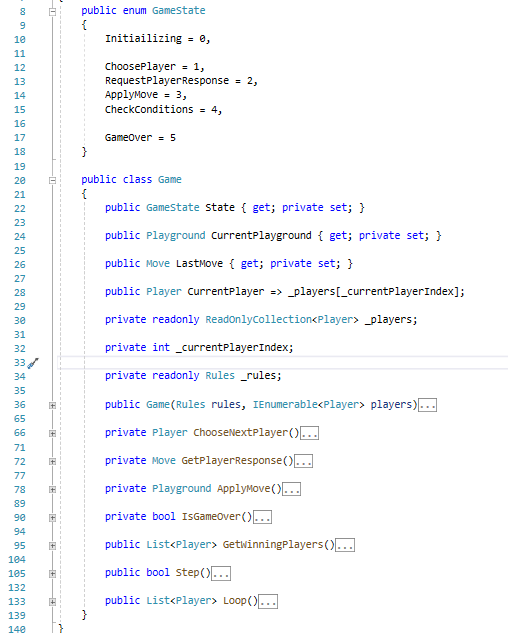 8 public enum GameState
9 {
10 Initiailizing = 0,
11
12 ChoosePlayer = 1,
13 RequestPlayerResponse = 2,
14 ApplyMove = 3,
15 CheckConditions = 4,
16
17 GameOver = 5
18 }
19
20 public class Game
21 {
22 public GameState State { get; private set; }
23
24 public Playground CurrentPlayground { get; private set; }
25
26 public Move LastMove { get; private set; }
27
28 public Player CurrentPlayer => _players[_currentPlayerIndex];
29
30 private readonly ReadOnlyCollection<Player> _players;
31
32 private int _currentPlayerIndex;
33
34 private readonly Rules _rules;
35
36 public Game(Rules rules, IEnumerable<Player> players)...
65
66 private Player ChooseNextPlayer()...
71
72 private Move GetPlayerResponse()...
77
78 private Playground ApplyMove()...
89
90 private bool IsGameOver()...
94
95 public List<Player> GetWinningPlayers()...
104
105 public bool Step()...
132
133 public List<Player> Loop()...
139 }
140 }